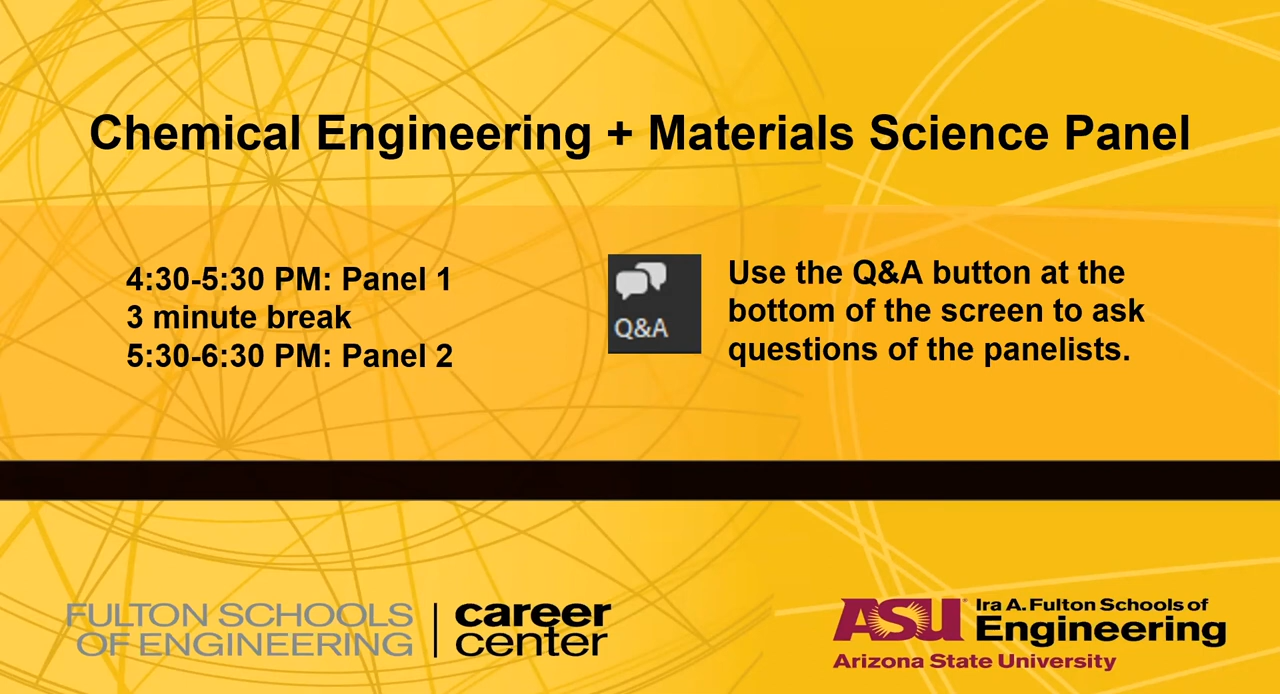 Chemical Engineering + Materials Science Panel
4:30-5:30 PM: Panel 1
3 minute break
5:30-6:30 PM: Panel 2
Q&A
Use the Q&A button at the
bottom of the screen to ask
questions of the panelists.
FULTON SCHOOLS
OF ENGINEERING
career
center
ASU
Ira A. Fulton Schools of
Engineering
Arizona State University